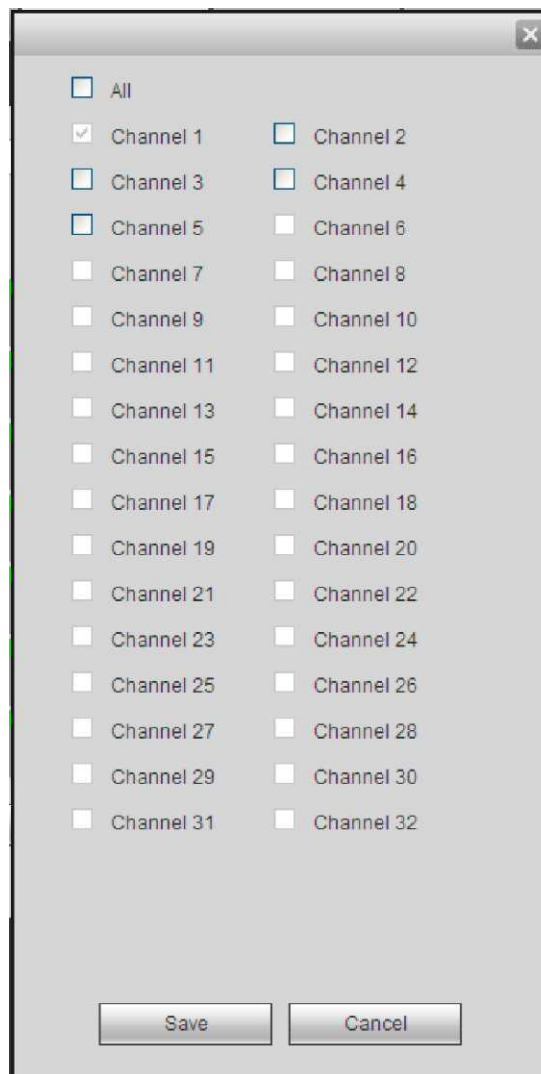 All
Channel 1 Channel 2
Channel 3 Channel 4
Channel 5 Channel 6
Channel 7 Channel 8
Channel 9 Channel 10
Channel 11 Channel 12
Channel 13 Channel 14
Channel 15 Channel 16
Channel 17 Channel 18
Channel 19 Channel 20
Channel 21 Channel 22
Channel 23 Channel 24
Channel 25 Channel 26
Channel 27 Channel 28
Channel 29 Channel 30
Channel 31 Channel 32
Save Cancel